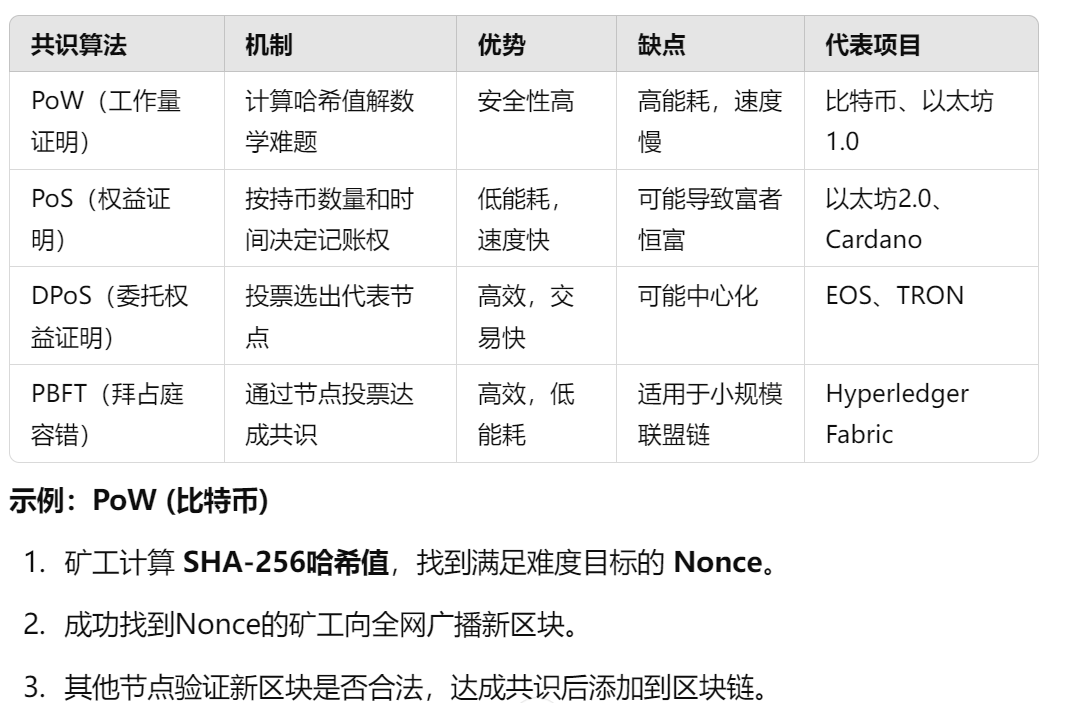 共识算法 机制 优势 缺点 代表项目
PoW（工作量 计算哈希值解数 安全性高 高能耗，速度 比特币、以太坊
证明） 学难题 慢 1.0
PoS（权益证 按持币数量和时 低能耗， 可能导致富者 以太坊2.0、
明） 间决定记账权 速度快 恒富 Cardano
DPoS（委托权 投票选出代表节 高效，交 可能中心化 EOS、TRON
益证明） 点 易快
PBFT（拜占庭 通过节点投票达 高效，低 适用于小规模 Hyperledger
容错） 成共识 能耗 联盟链 Fabric
示例：PoW (比特币)
1. 矿工计算 SHA-256哈希值，找到满足难度目标的 Nonce。
2. 成功找到Nonce的矿工向全网广播新区块。
3. 其他节点验证新区块是否合法，达成共识后添加到区块链。